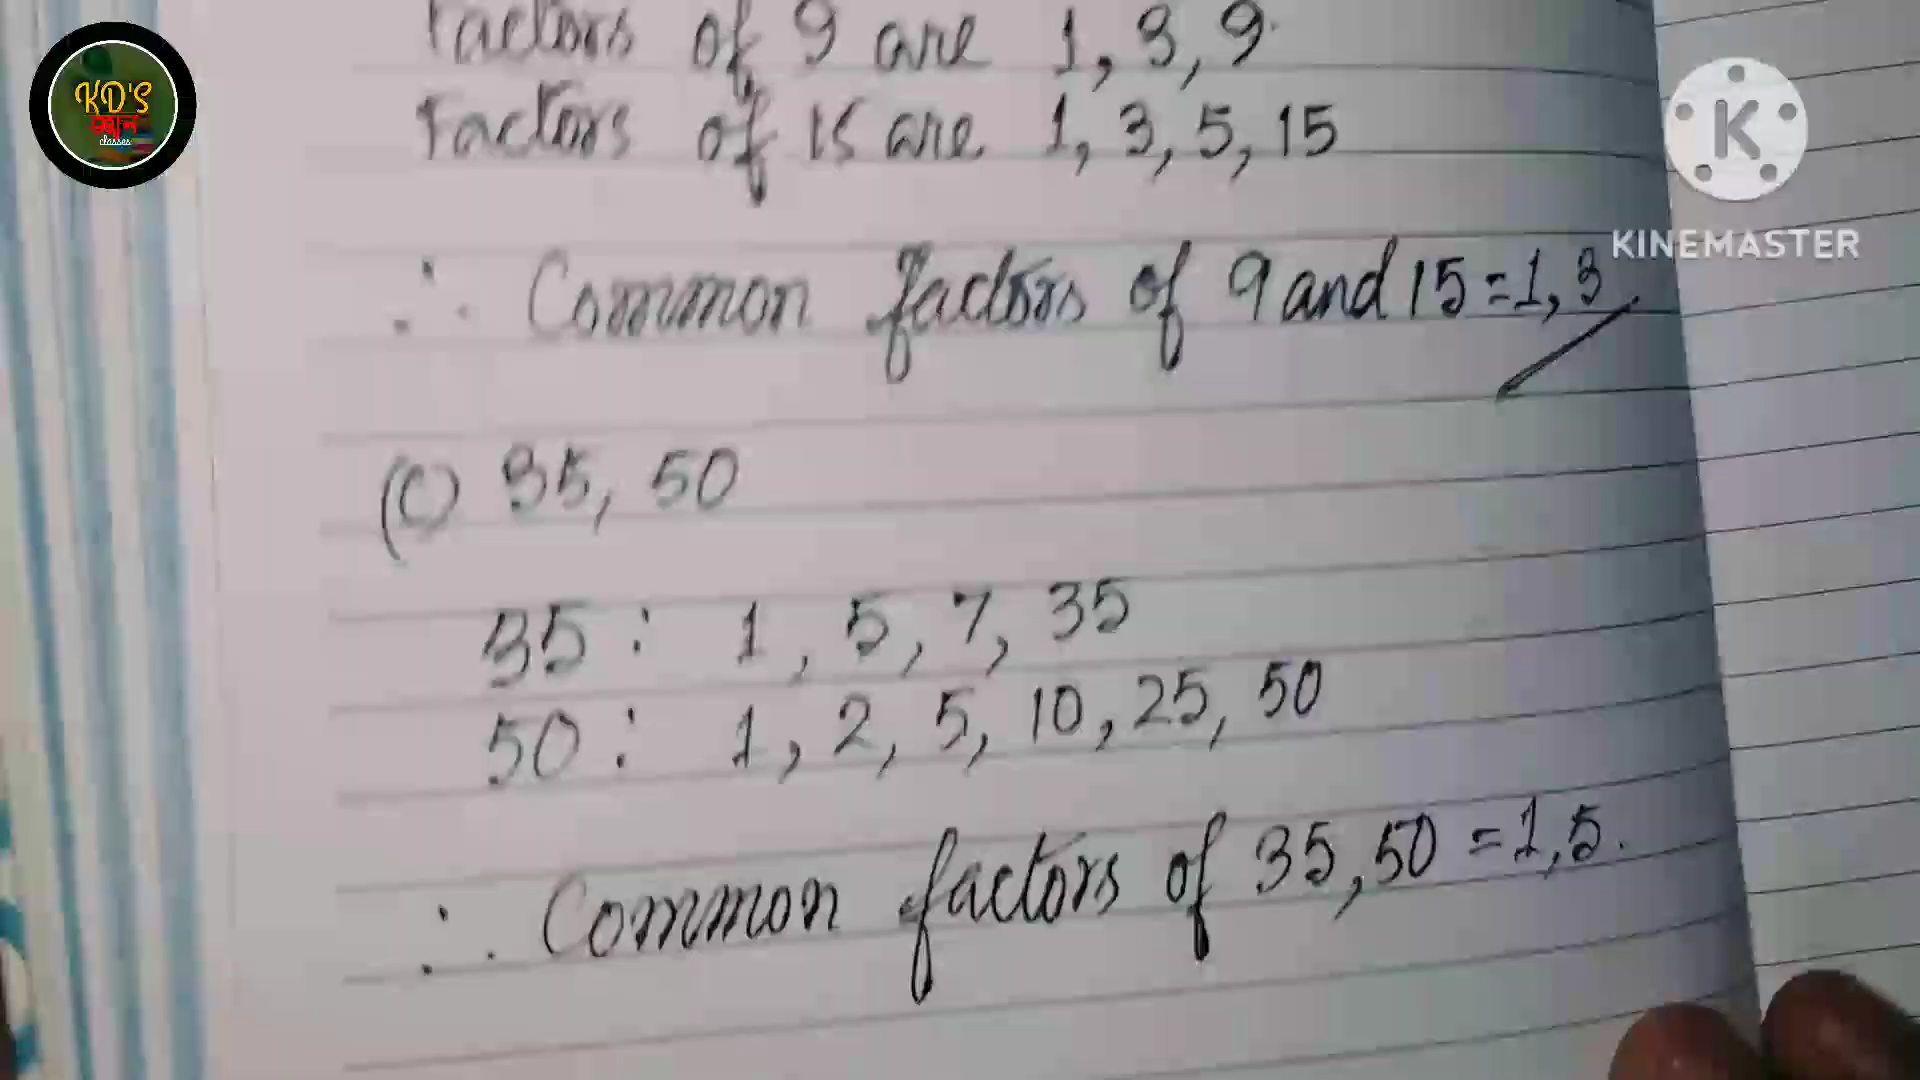 Factors of 9 are 1, 3, 9.
Factors of 15 are 1, 3, 5, 15
∴ Common factors of 9 and 15 = 1, 3.
(C) 35, 50
35 : 1, 5, 7, 35
50 : 1, 2, 5, 10, 25, 50
∴ Common factors of 35, 50 = 1, 5.
KD'S
জ্ঞান
classes
K
KINEMASTER